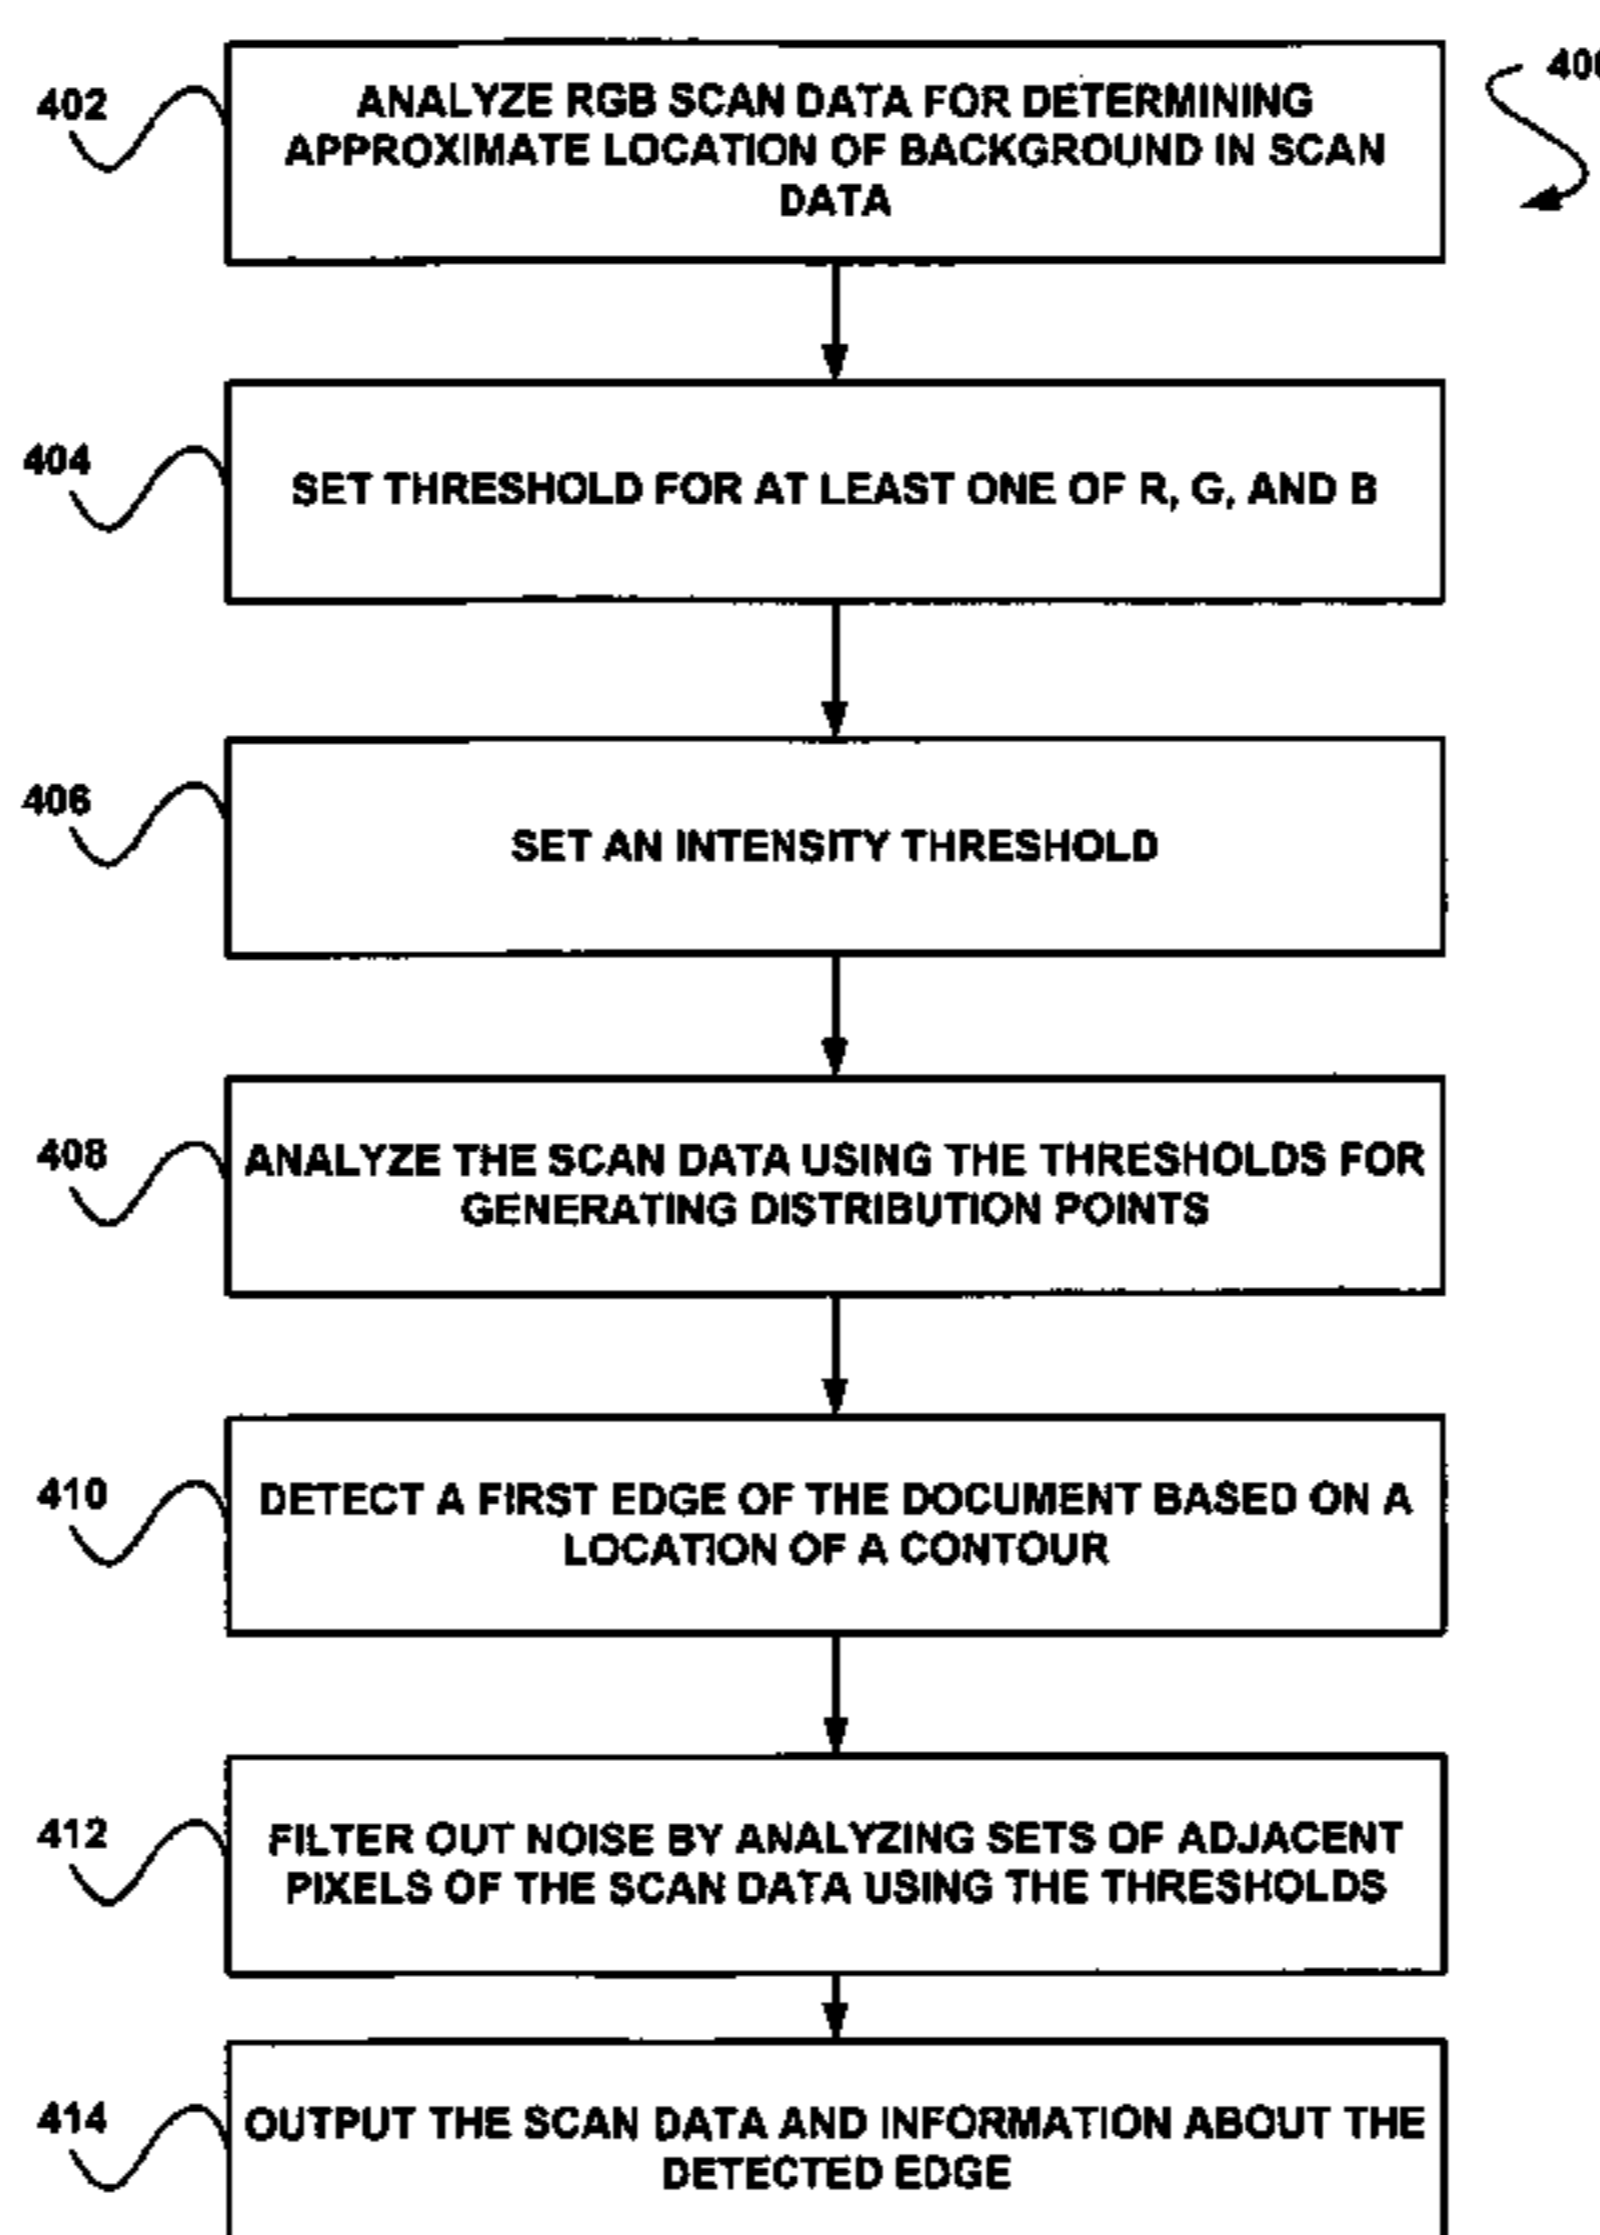 400
402
ANALYZE RGB SCAN DATA FOR DETERMINING
APPROXIMATE LOCATION OF BACKGROUND IN SCAN
DATA
404
SET THRESHOLD FOR AT LEAST ONE OF R, G, AND B
406
SET AN INTENSITY THRESHOLD
408
ANALYZE THE SCAN DATA USING THE THRESHOLDS FOR
GENERATING DISTRIBUTION POINTS
410
DETECT A FIRST EDGE OF THE DOCUMENT BASED ON A
LOCATION OF A CONTOUR
412
FILTER OUT NOISE BY ANALYZING SETS OF ADJACENT
PIXELS OF THE SCAN DATA USING THE THRESHOLDS
414
OUTPUT THE SCAN DATA AND INFORMATION ABOUT THE
DETECTED EDGE